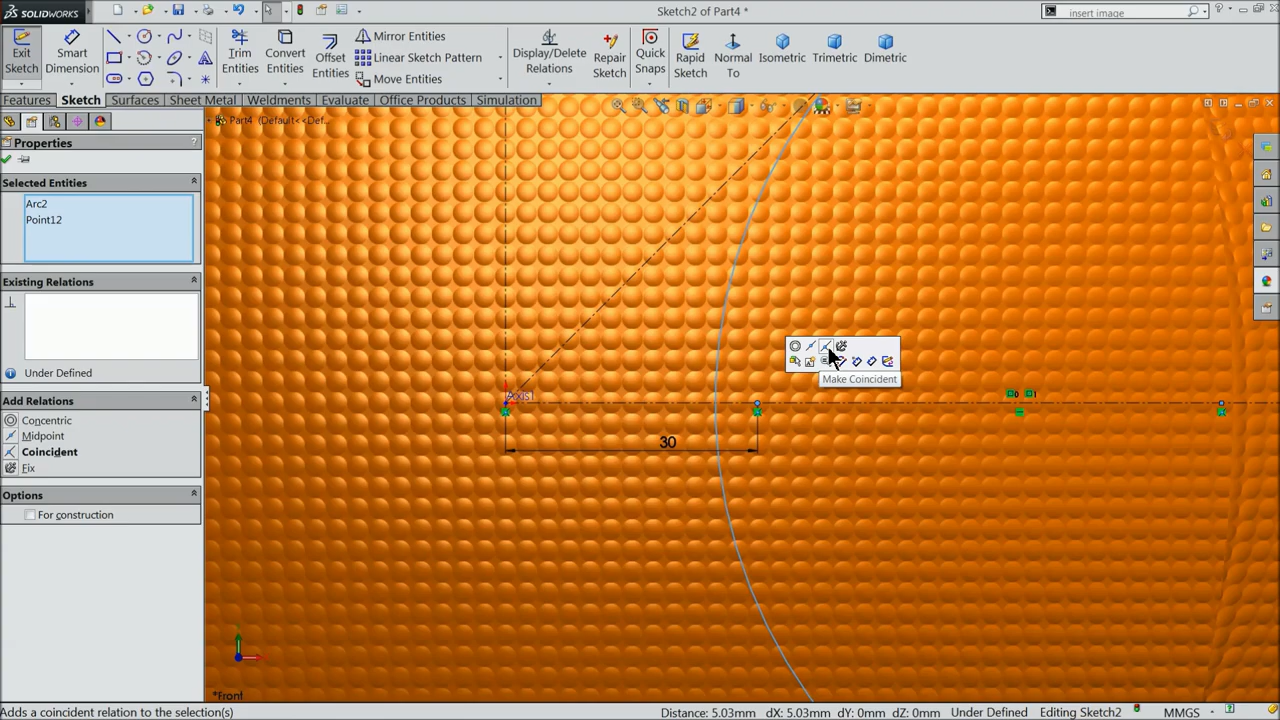 SOLIDWORKS
Sketch2 of Part4 *
insert image
Exit
Sketch
Smart
Dimension
Trim
Entities
Convert
Entities
Offset
Entities
Mirror Entities
Linear Sketch Pattern
Move Entities
Display/Delete
Relations
Repair
Sketch
Quick
Snaps
Rapid
Sketch
Normal
To
Isometric
Trimetric
Dimetric
Features
Sketch
Surfaces
Sheet Metal
Weldments
Evaluate
Office Products
Simulation
Part4 (Default<<Def...
Properties
?
Selected Entities
Arc2
Point12
Existing Relations
Under Defined
Add Relations
Concentric
Midpoint
Coincident
Fix
Options
For construction
Axis1
30
Make Coincident
*Front
Adds a coincident relation to the selection(s)
Distance: 5.03mm
dX: 5.03mm
dY: 0mm
dZ: 0mm
Under Defined
Editing Sketch2
MMGS